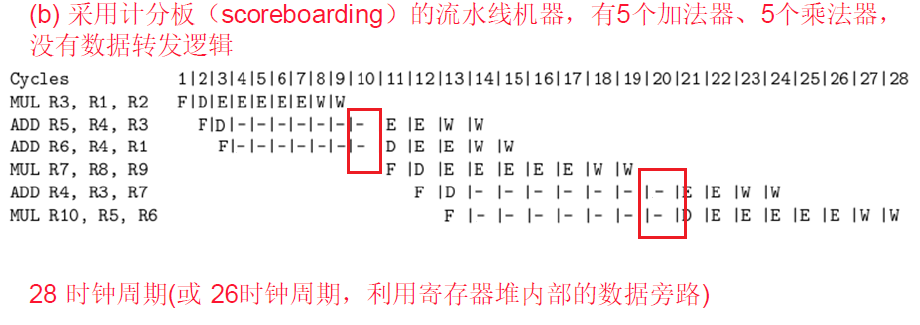 (b) 采用计分板（scoreboarding）的流水线机器，有5个加法器、5个乘法器，
没有数据转发逻辑
Cycles 1|2|3|4|5|6|7|8|9|10|11|12|13|14|15|16|17|18|19|20|21|22|23|24|25|26|27|28
MUL R3, R1, R2 F|D|E|E|E|E|E|W|W
ADD R5, R4, R3 F|D|-|-|-|-|-|-|- E |E |W |W
ADD R6, R4, R1 F|-|-|-|-|-|-|- D |E |E |W |W
MUL R7, R8, R9 F |D |E |E |E |E |E |W |W
ADD R4, R3, R7 F |D |- |- |- |- |- |- |- |E |E |W |W
MUL R10, R5, R6 F |- |- |- |- |- |- |- |D |E |E |E |E |E |W |W
28 时钟周期(或 26时钟周期，利用寄存器堆内部的数据旁路)